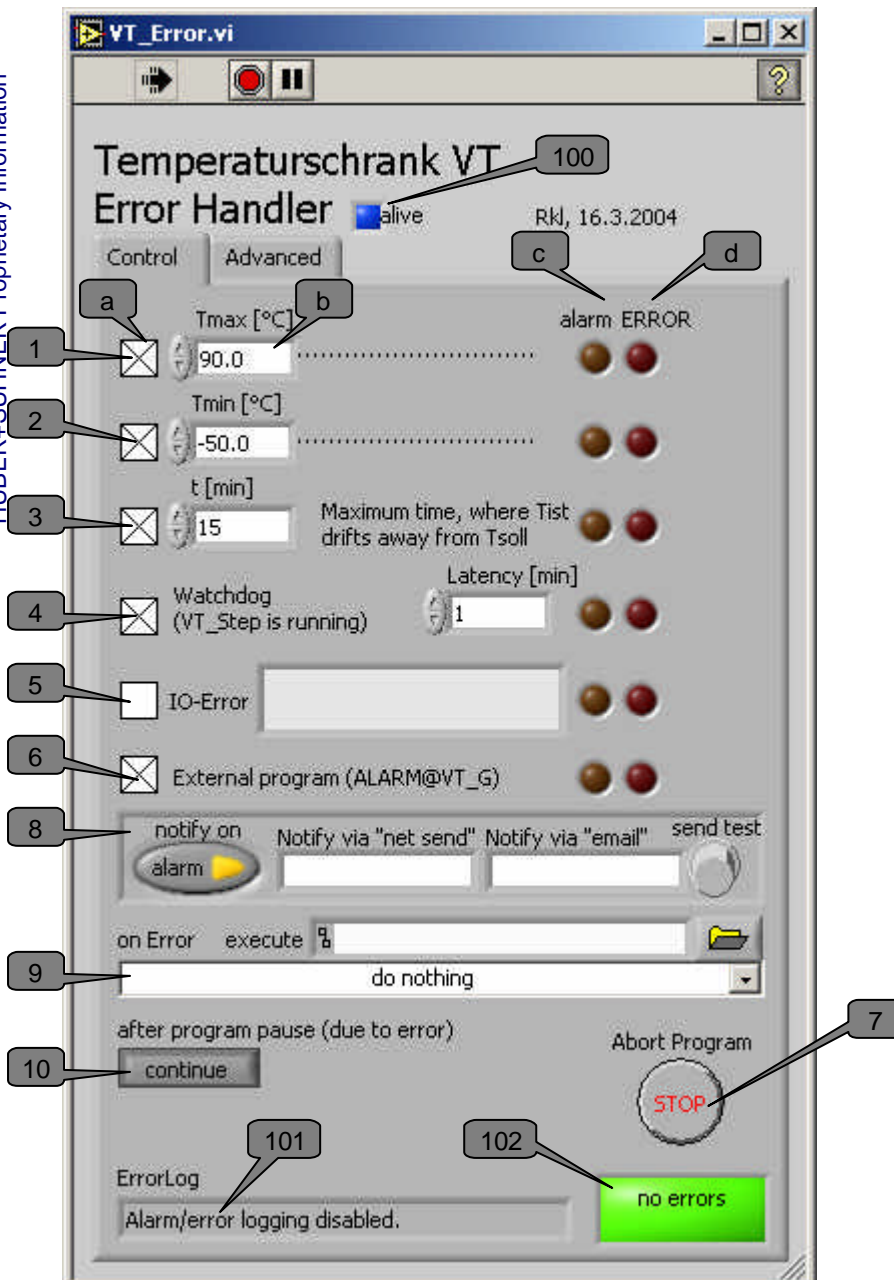 VT_Error.vi
Temperaturschrank VT
Error Handler
alive
Rkl, 16.3.2004
100
Control
Advanced
c
d
a
b
Tmax [°C]
alarm ERROR
1
90.0
Tmin [°C]
2
-50.0
t [min]
3
15
Maximum time, where Tist
drifts away from Tsoll
Latency [min]
4
Watchdog
(VT_Step is running)
1
5
IO-Error
6
External program (ALARM@VT_G)
8
notify on
Notify via "net send"
Notify via "email"
send test
alarm
on Error
execute
9
do nothing
after program pause (due to error)
Abort Program
7
10
continue
STOP
101
102
ErrorLog
no errors
Alarm/error logging disabled.
Proprietary Information